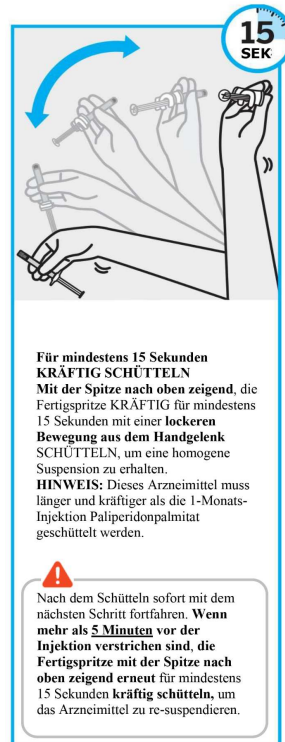 15
SEK
Für mindestens 15 Sekunden
KRÄFTIG SCHÜTTELN
Mit der Spitze nach oben zeigend, die
Fertigspritze KRÄFTIG für mindestens
15 Sekunden mit einer lockeren
Bewegung aus dem Handgelenk
SCHÜTTELN, um eine homogene
Suspension zu erhalten.
HINWEIS: Dieses Arzneimittel muss
länger und kräftiger als die 1-Monats-
Injektion Paliperidonpalmitat
geschüttelt werden.
Nach dem Schütteln sofort mit dem
nächsten Schritt fortfahren. Wenn
mehr als 5 Minuten vor der
Injektion verstrichen sind, die
Fertigspritze mit der Spitze nach
oben zeigend erneut für mindestens
15 Sekunden kräftig schütteln, um
das Arzneimittel zu re-suspendieren.